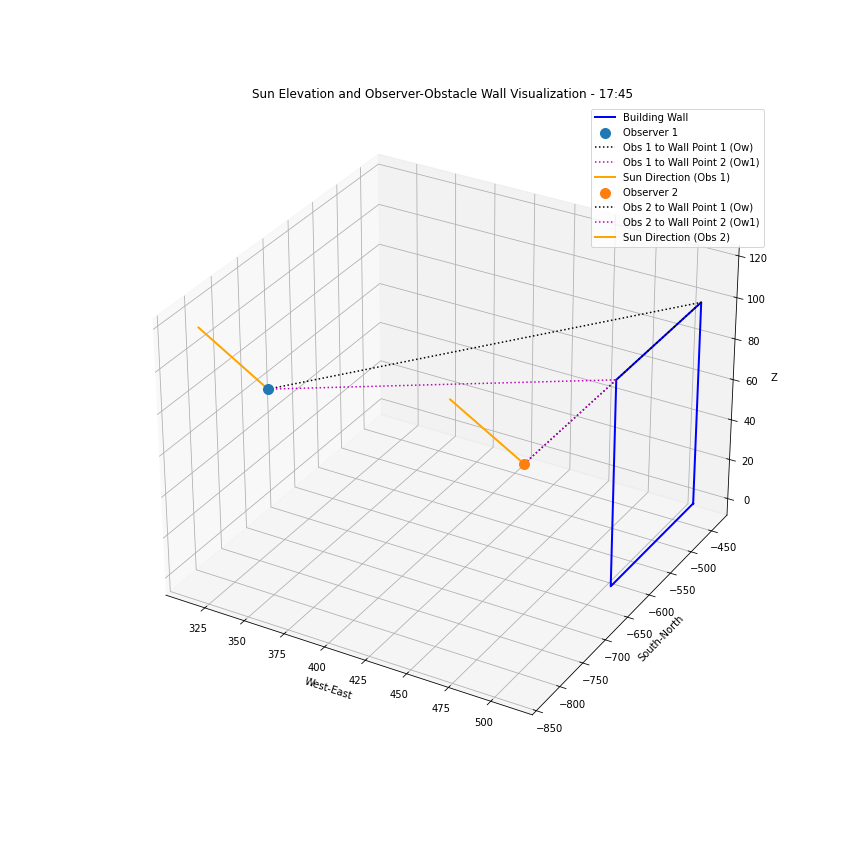 Sun Elevation and Observer-Obstacle Wall Visualization - 17:45
Building Wall
Observer 1
Obs 1 to Wall Point 1 (Ow)
Obs 1 to Wall Point 2 (Ow1)
Sun Direction (Obs 1)
Observer 2
Obs 2 to Wall Point 1 (Ow)
Obs 2 to Wall Point 2 (Ow1)
Sun Direction (Obs 2)
120
100
80
60
40
20
0
Z
−450
−500
−550
−600
−650
−700
−750
−800
−850
South-North
325
350
375
400
425
450
475
500
West-East